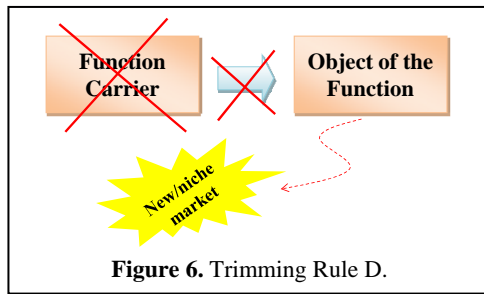 Function
Carrier
Object of the
Function
New/niche
market
Figure 6. Trimming Rule D.